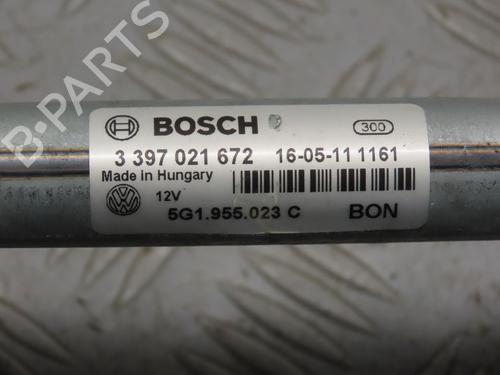 BOSCH 300
3 397 021 672 16-05-11 1161
Made in Hungary
12V
5G1.955.023 C BON
B-PARTS